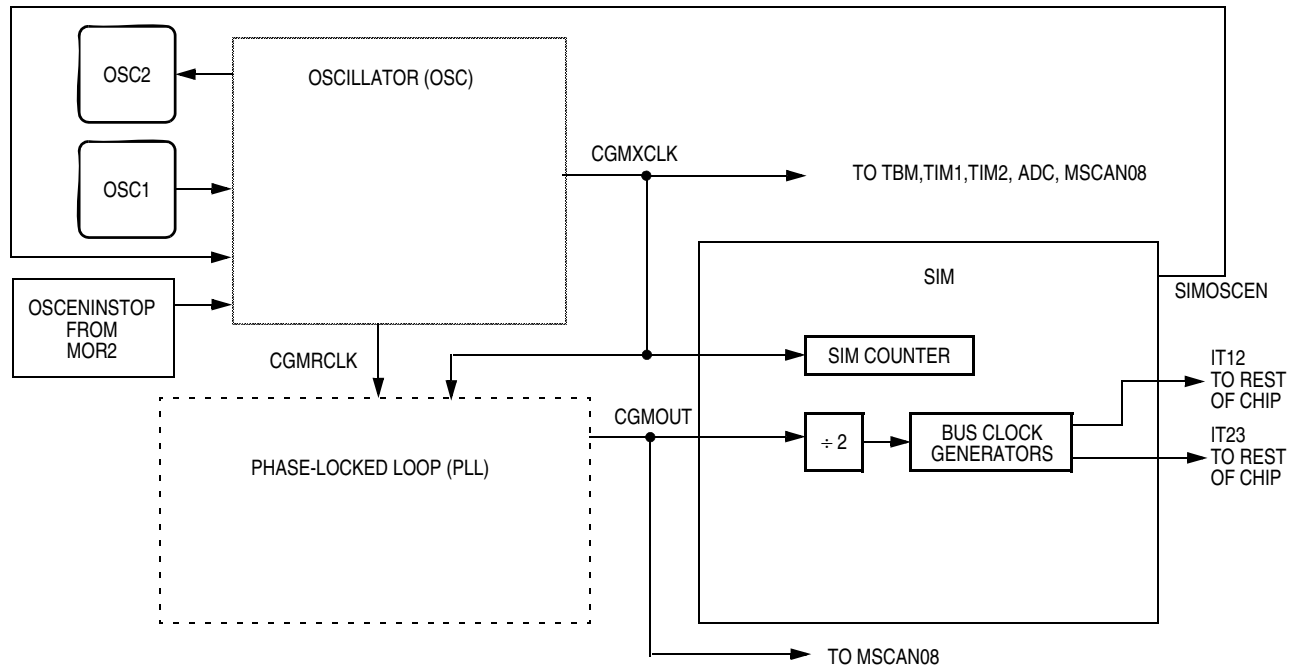 OSC2
OSCILLATOR (OSC)
CGMXCLK
OSC1
TO TBM,TIM1,TIM2, ADC, MSCAN08
SIM
SIMOSCEN
OSCENINSTOP
FROM
MOR2
CGMRCLK
SIM COUNTER
IT12
TO REST
OF CHIP
CGMOUT
÷ 2
BUS CLOCK
GENERATORS
IT23
TO REST
OF CHIP
PHASE-LOCKED LOOP (PLL)
TO MSCAN08